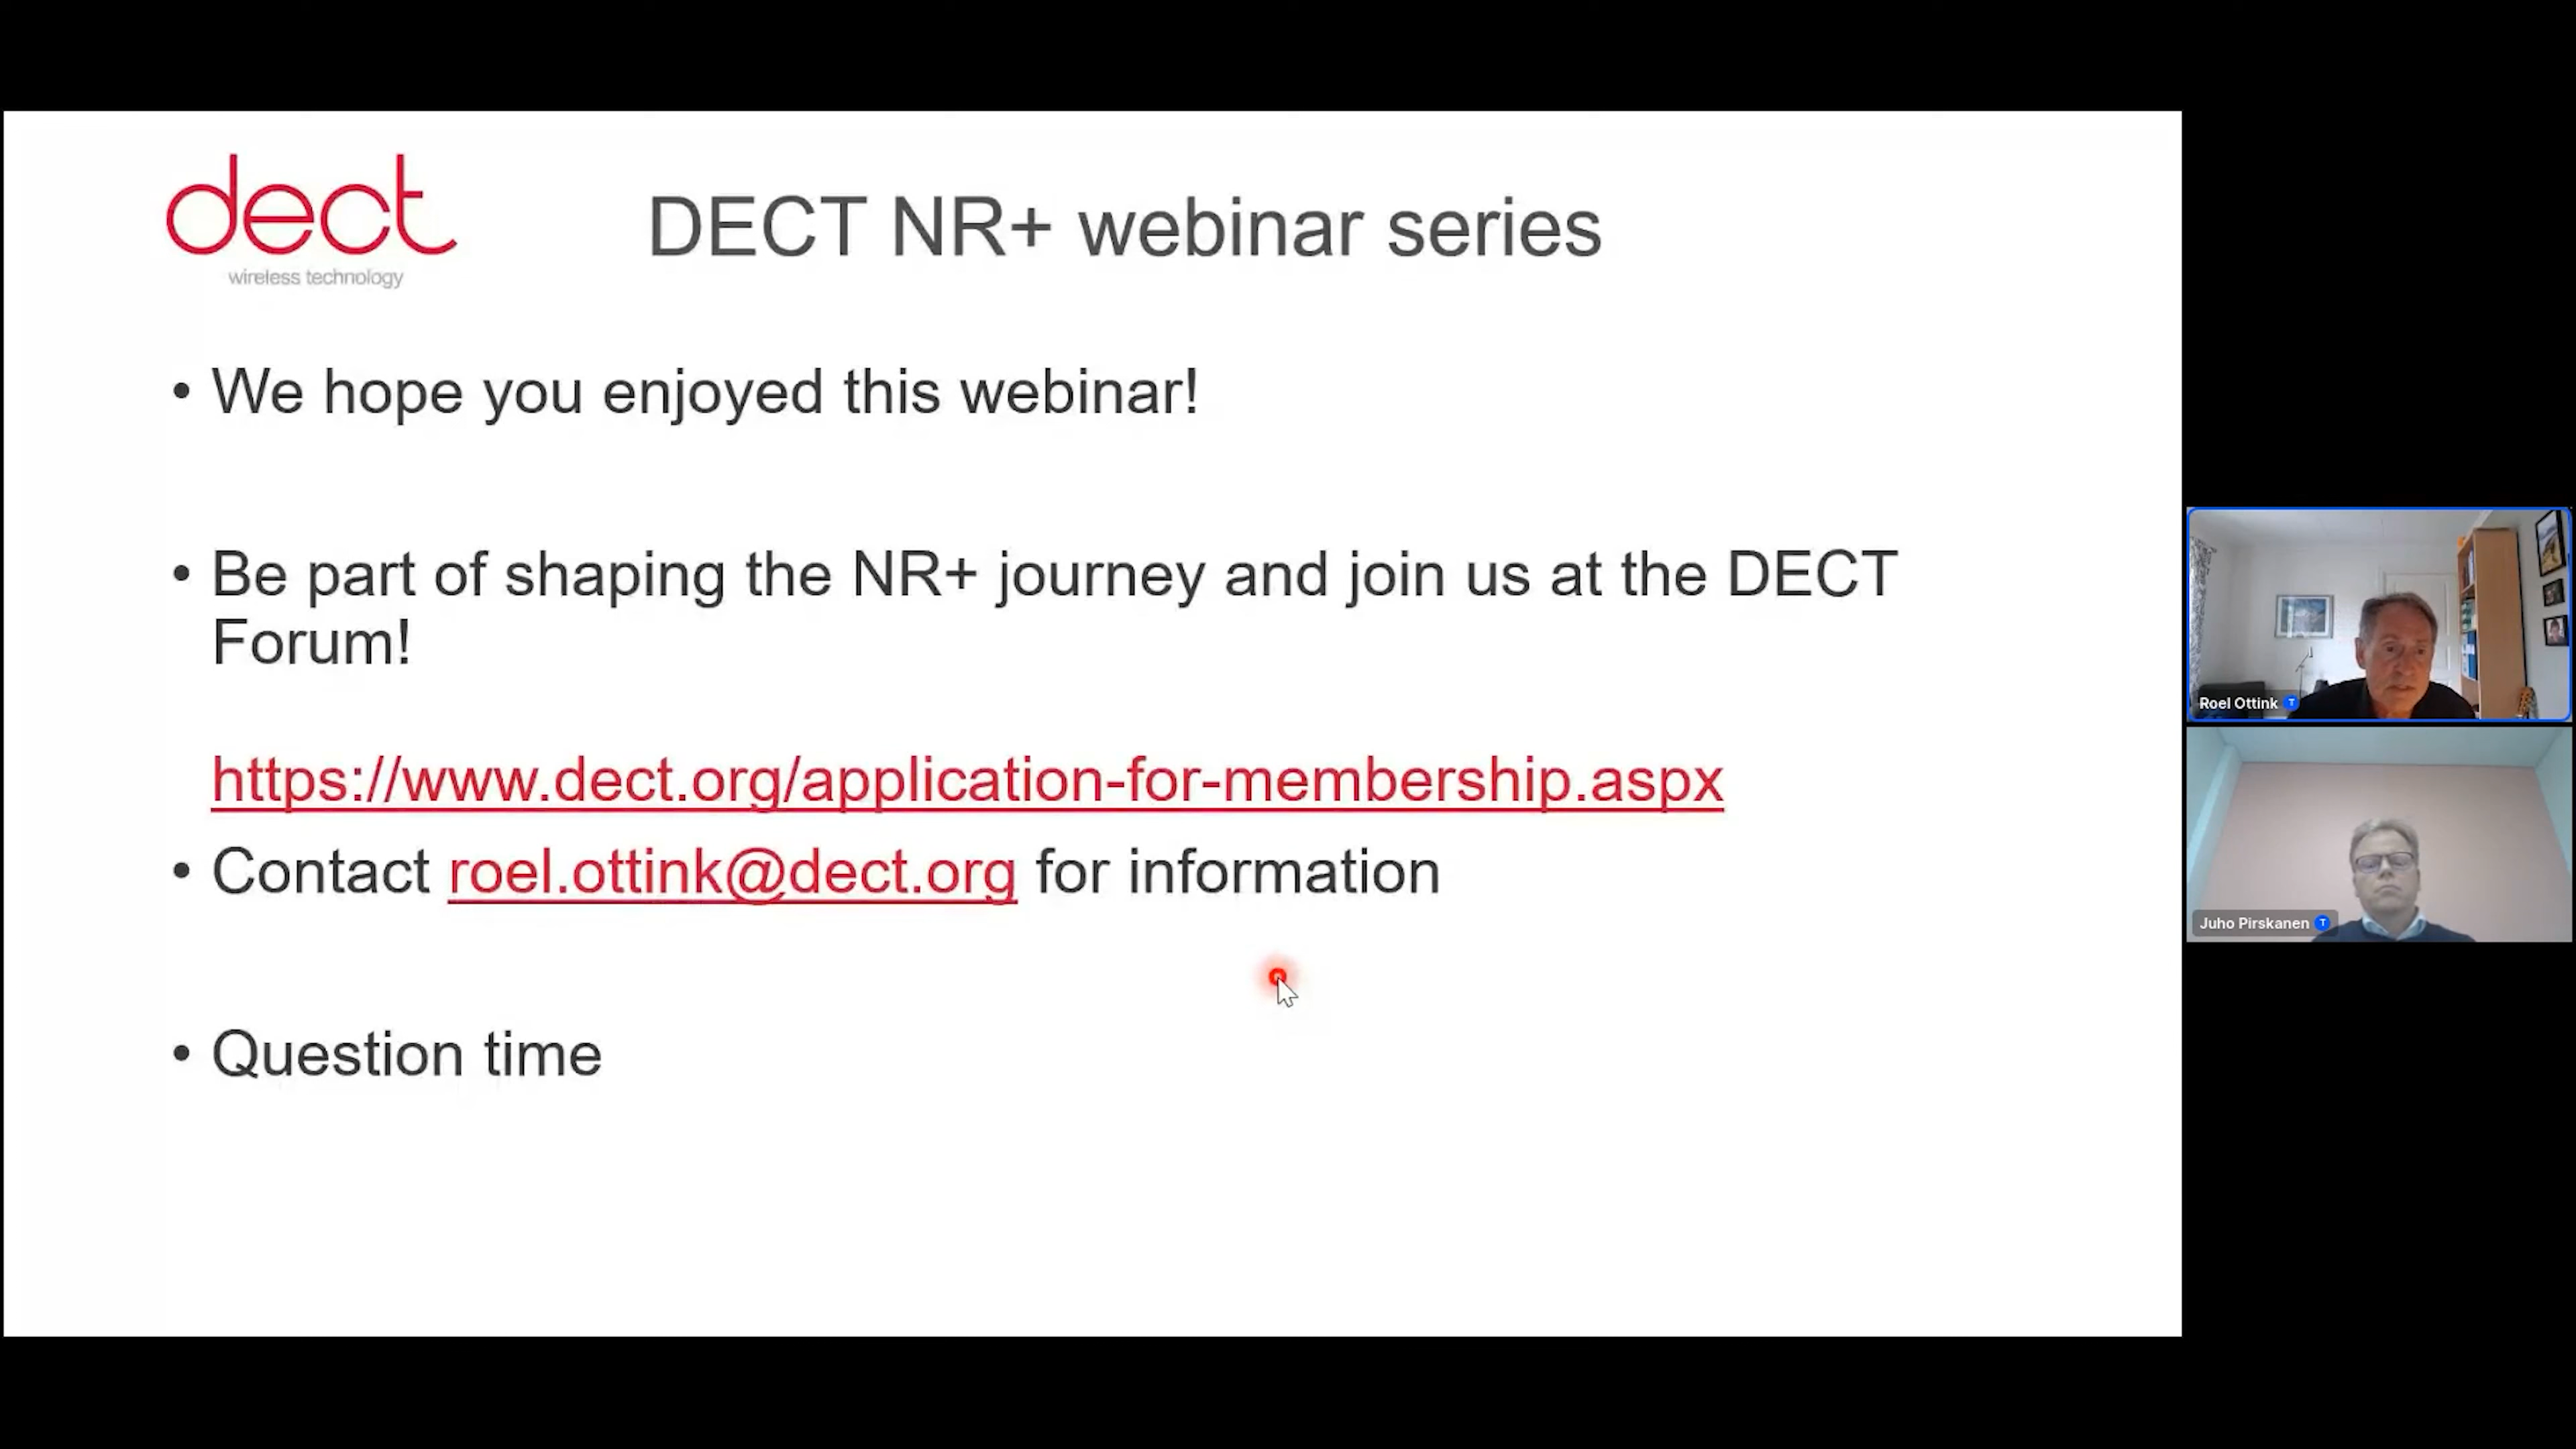 dect
wireless technology
DECT NR+ webinar series
• We hope you enjoyed this webinar!
• Be part of shaping the NR+ journey and join us at the DECT
Forum!
https://www.dect.org/application-for-membership.aspx
• Contact roel.ottink@dect.org for information
• Question time
Roel Ottink T
Juho Pirskanen T